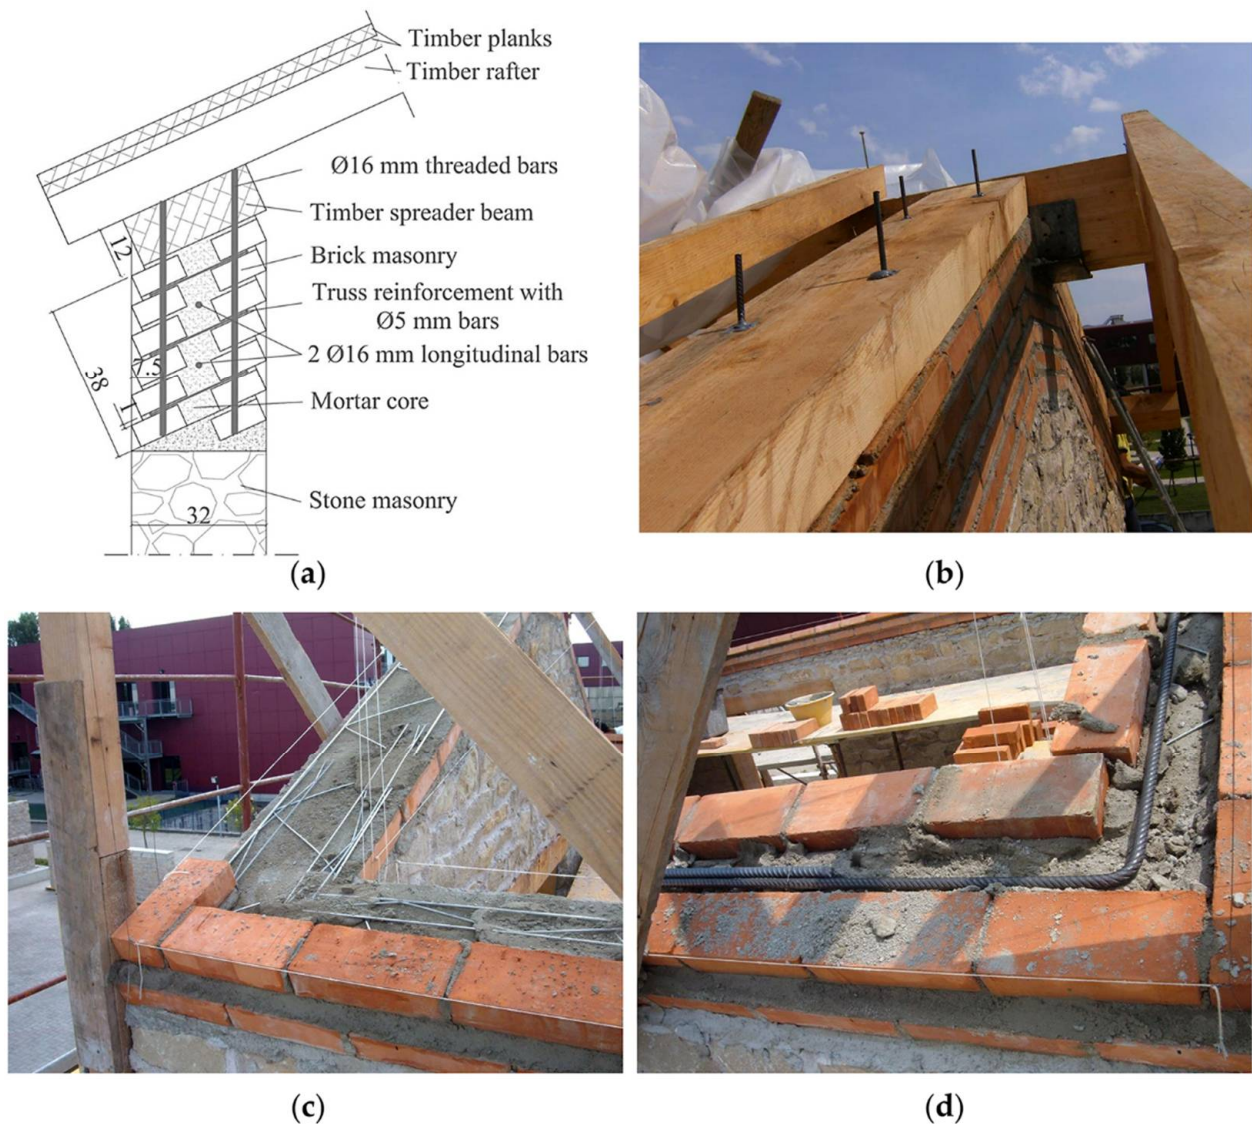 Timber planks
Timber rafter
Ø16 mm threaded bars
Timber spreader beam
12
Brick masonry
Truss reinforcement with
Ø5 mm bars
2 Ø16 mm longitudinal bars
7.5
38
1
Mortar core
Stone masonry
32
(a)
(b)
(c)
(d)